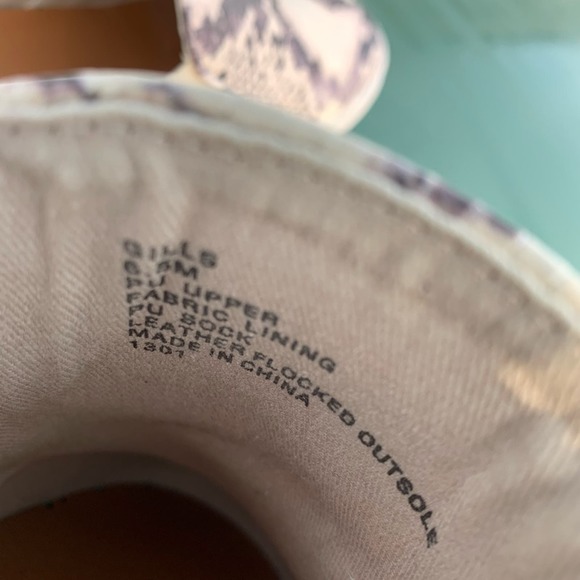 GILLS
6.5M
PU UPPER
FABRIC LINING
PU SOCK
LEATHER FLOCKED OUTSOLE
MADE IN CHINA
1301